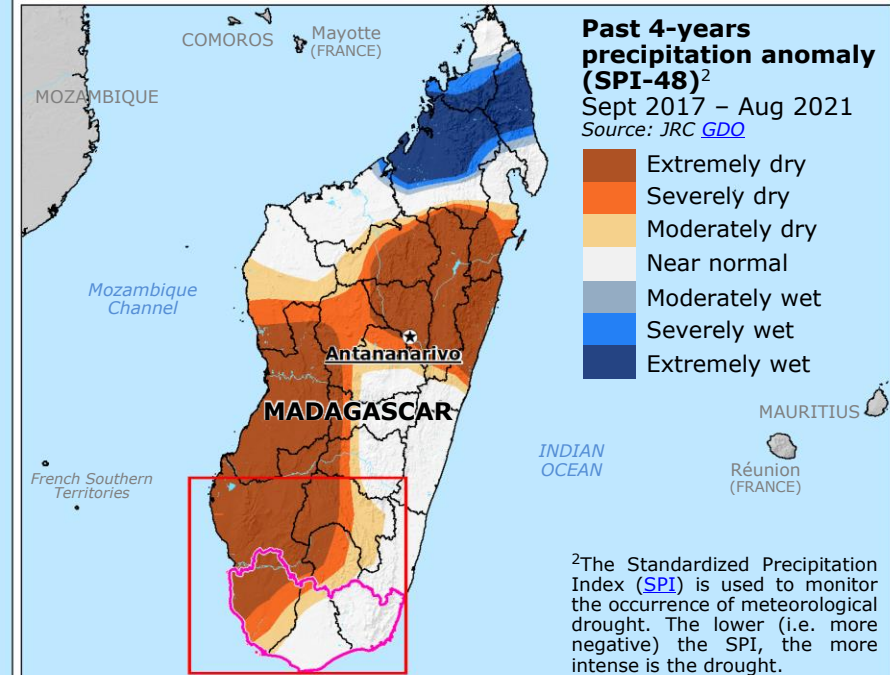 COMOROS
Mayotte
(FRANCE)
MOZAMBIQUE
Mozambique
Channel
Antananarivo
MADAGASCAR
INDIAN
OCEAN
MAURITIUS
Réunion
(FRANCE)
French Southern
Territories
Past 4-years
precipitation anomaly
(SPI-48)²
Sept 2017 – Aug 2021
Source: JRC GDO
Extremely dry
Severely dry
Moderately dry
Near normal
Moderately wet
Severely wet
Extremely wet
²The Standardized Precipitation
Index (SPI) is used to monitor
the occurrence of meteorological
drought. The lower (i.e. more
negative) the SPI, the more
intense is the drought.